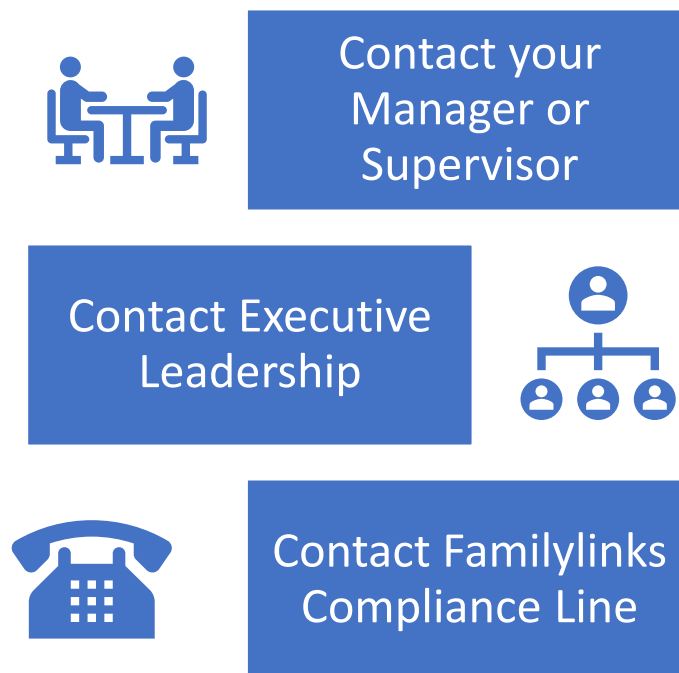 Contact your
Manager or
Supervisor
Contact Executive
Leadership
Contact Familylinks
Compliance Line